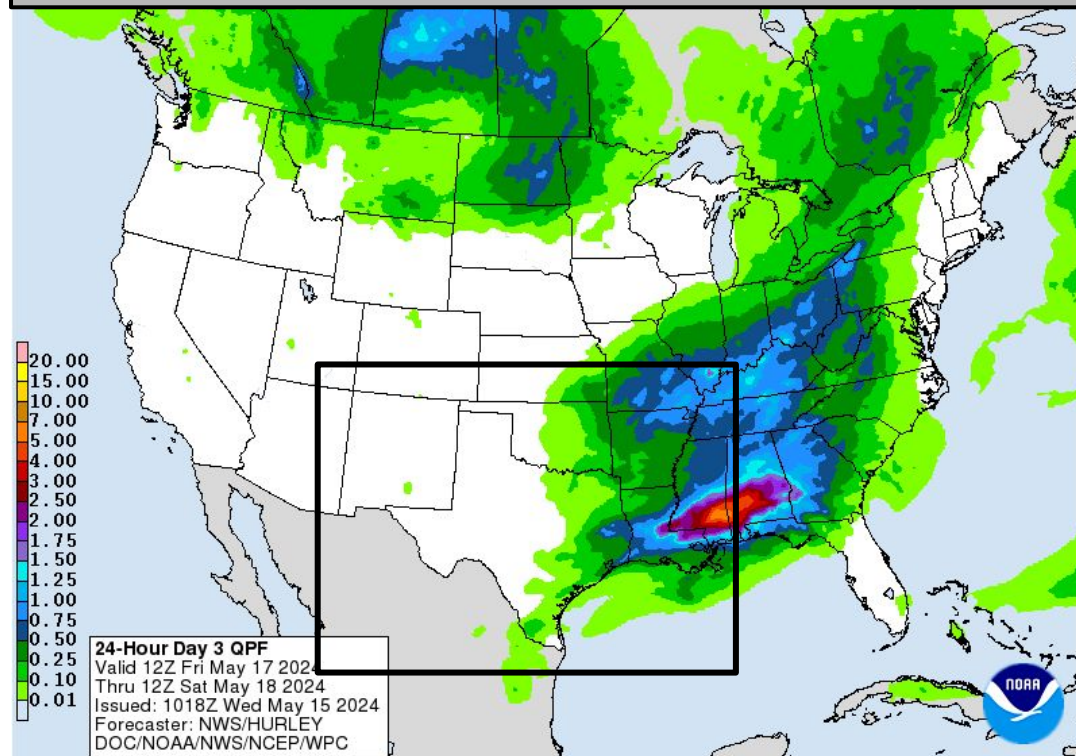 20.00
15.00
10.00
7.00
5.00
4.00
3.00
2.50
2.00
1.75
1.50
1.25
1.00
0.75
0.50
0.25
0.10
0.01
24-Hour Day 3 QPF
Valid 12Z Fri May 17 2024
Thru 12Z Sat May 18 2024
Issued: 1018Z Wed May 15 2024
Forecaster: NWS/HURLEY
DOC/NOAA/NWS/NCEP/WPC
NOAA